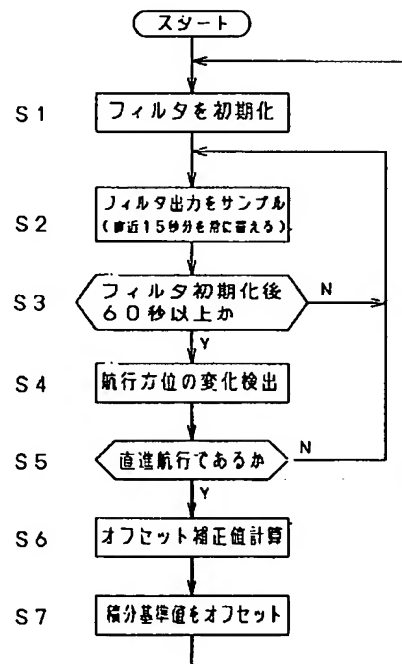 スタート
S1 フィルタを初期化
S2 フィルタ出力をサンプル
(直近15秒分を常に蓄える)
S3 フィルタ初期化後
60秒以上か
N
Y
S4 航行方位の変化検出
S5 直進航行であるか
N
Y
S6 オフセット補正値計算
S7 積分基準値をオフセット